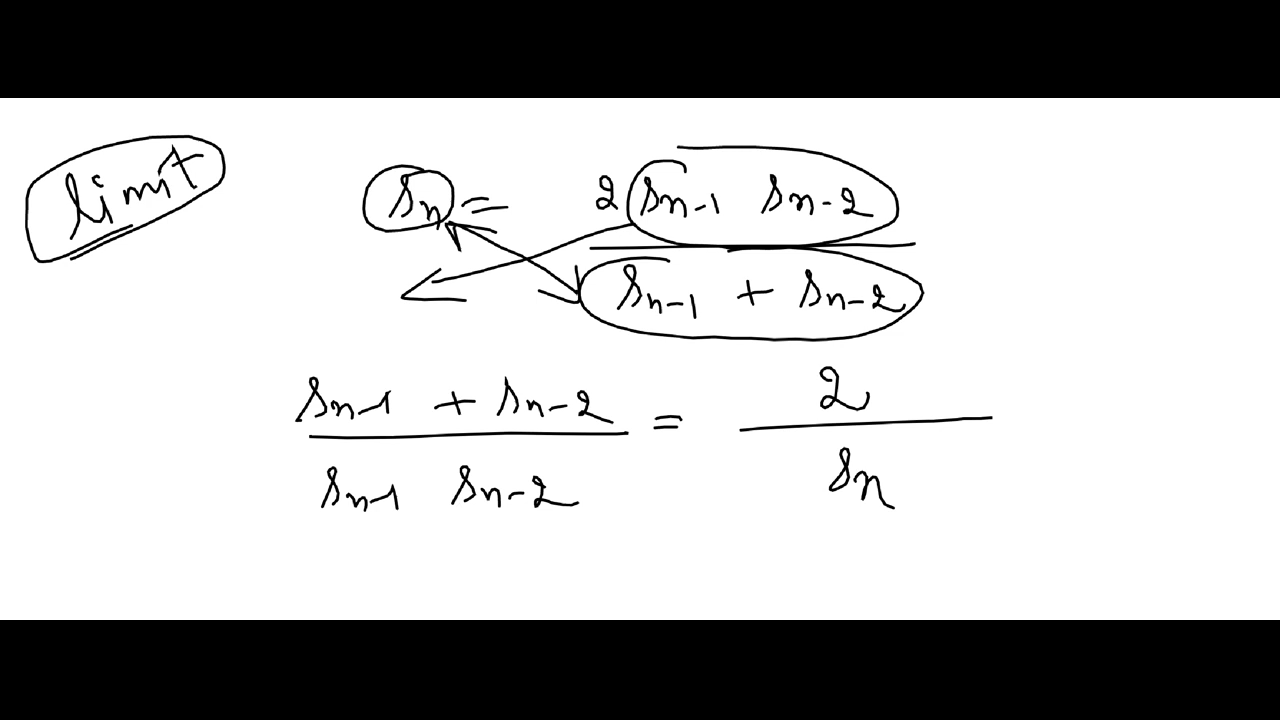 limit
Sn = 2 Sn-1 Sn-2
Sn-1 + Sn-2
Sn-1 + Sn-2 = 2
Sn-1 Sn-2 Sn